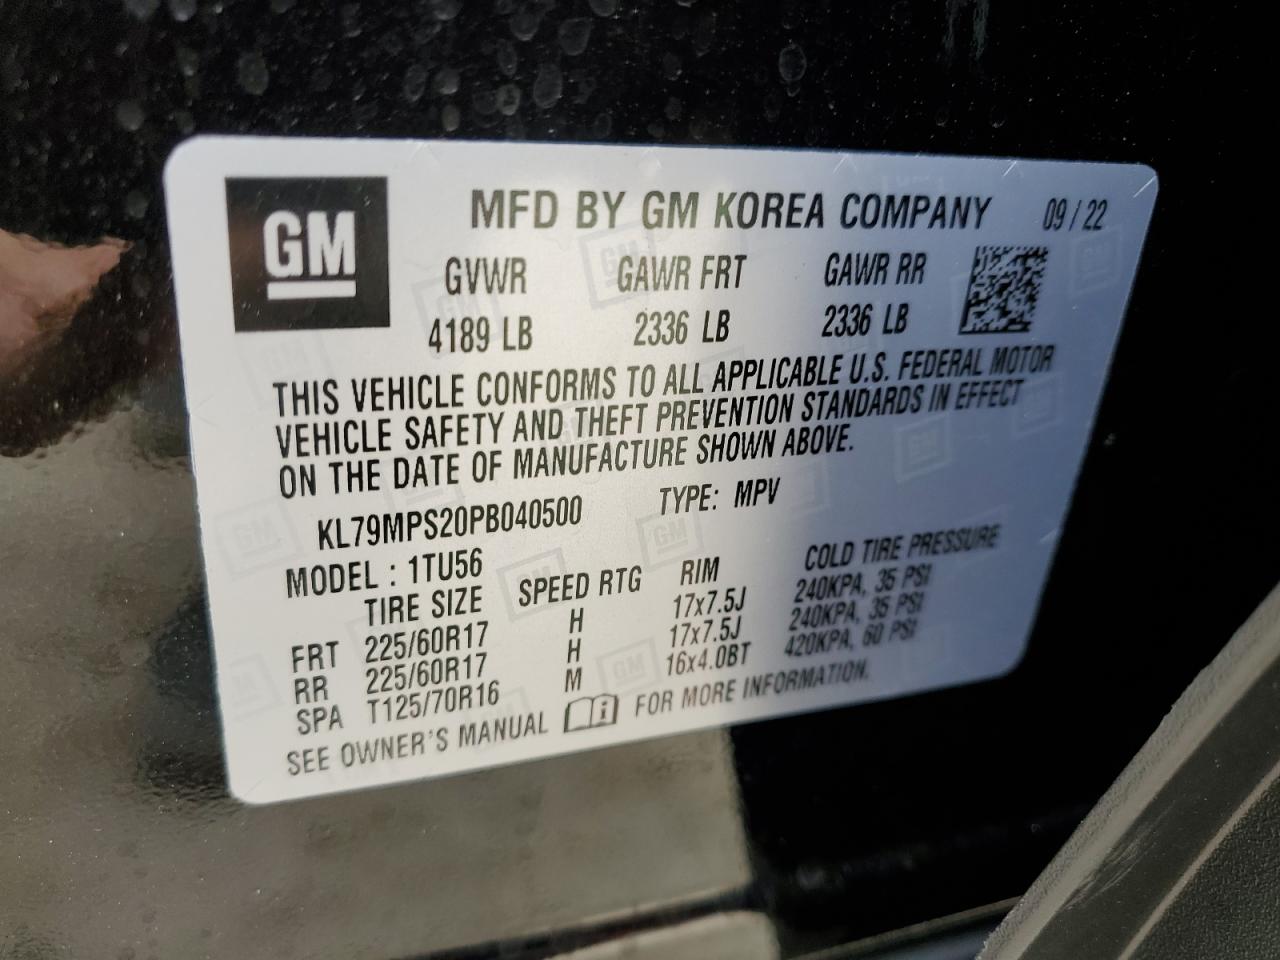 GM
MFD BY GM KOREA COMPANY 09/22
GVWR GAWR FRT GAWR RR
4189 LB 2336 LB 2336 LB
THIS VEHICLE CONFORMS TO ALL APPLICABLE U.S. FEDERAL MOTOR
VEHICLE SAFETY AND THEFT PREVENTION STANDARDS IN EFFECT
ON THE DATE OF MANUFACTURE SHOWN ABOVE.
KL79MPS20PB040500 TYPE: MPV
MODEL : 1TU56
TIRE SIZE SPEED RTG RIM COLD TIRE PRESSURE
FRT 225/60R17 H 17x7.5J 240KPA, 35 PSI
RR 225/60R17 H 17x7.5J 240KPA, 35 PSI
SPA T125/70R16 M 16x4.0BT 420KPA, 60 PSI
SEE OWNER'S MANUAL FOR MORE INFORMATION.